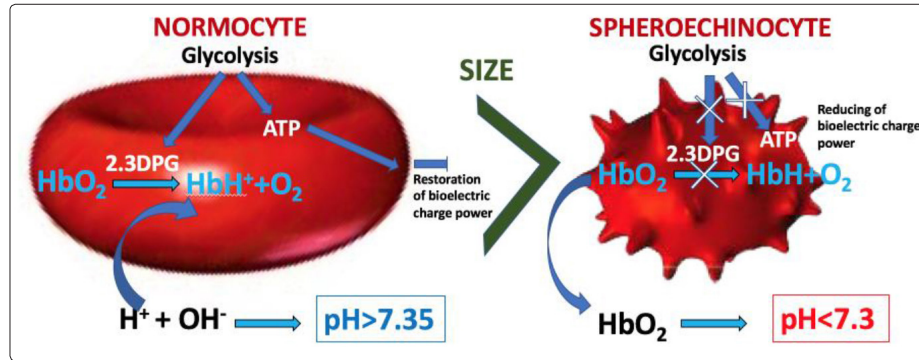 NORMOCYTE
Glycolysis
ATP
2.3DPG
HbO₂
HbH⁺+O₂
Restoration
of bioelectric
charge power
H⁺ + OH⁻
pH>7.35
SIZE
SPHEROECHINOCYTE
Glycolysis
Reducing of
bioelectric charge
power
ATP
2.3DPG
HbO₂
HbH+O₂
HbO₂
pH<7.3